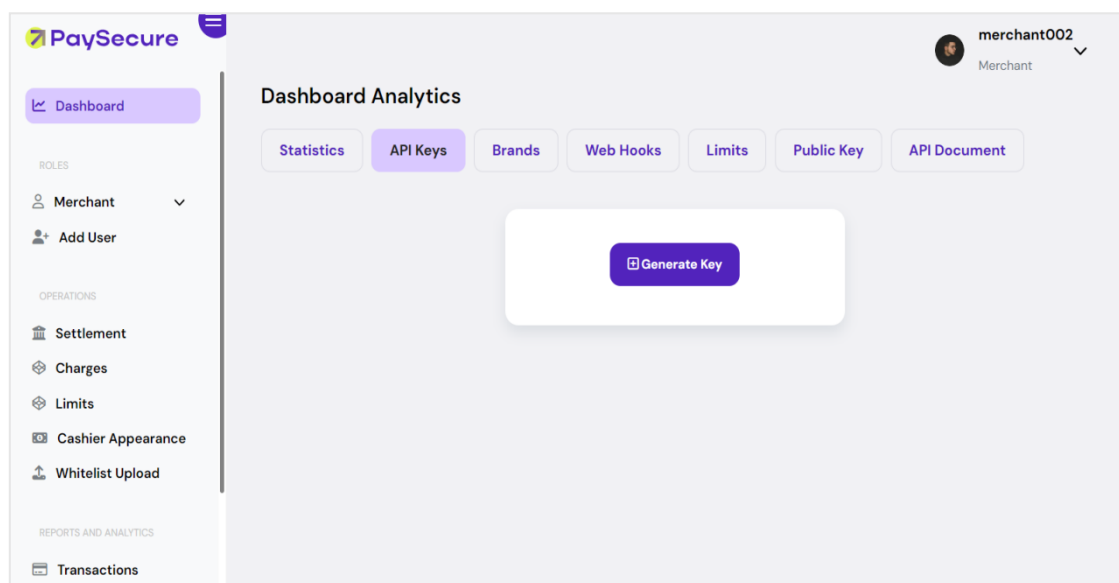 PaySecure
merchant002
Merchant
Dashboard
Dashboard Analytics
Statistics
API Keys
Brands
Web Hooks
Limits
Public Key
API Document
ROLES
Merchant
Add User
Generate Key
OPERATIONS
Settlement
Charges
Limits
Cashier Appearance
Whitelist Upload
REPORTS AND ANALYTICS
Transactions